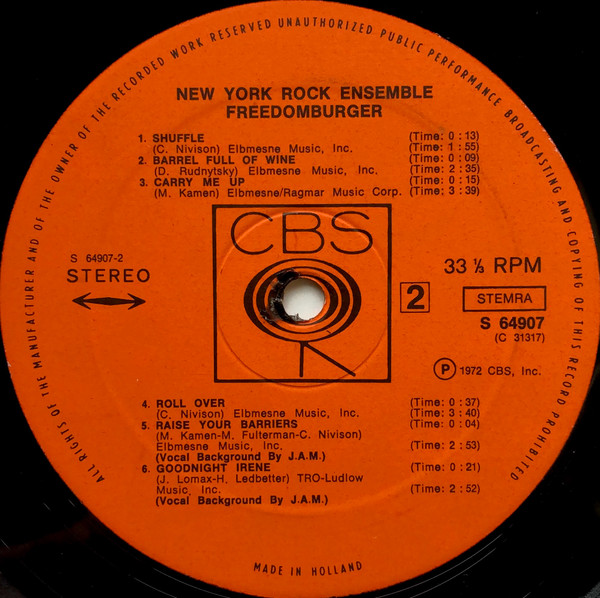 ALL RIGHTS OF THE MANUFACTURER AND OF THE OWNER OF THE RECORDED WORK RESERVED UNAUTHORIZED PUBLIC PERFORMANCE BROADCASTING AND COPYING OF THIS RECORD PROHIBITED
NEW YORK ROCK ENSEMBLE
FREEDOMBURGER
1. SHUFFLE (Time: 0 : 13)
(C. Nivison) Elbmesne Music, Inc. (Time: 1 : 55)
2. BARREL FULL OF WINE (Time: 0 : 09)
(D. Rudnytsky) Elbmesne Music, Inc. (Time: 2 : 35)
3. CARRY ME UP (Time: 0 : 15)
(M. Kamen) Elbmesne/Ragmar Music Corp. (Time: 3 : 39)
CBS
S 64907-2
STEREO
33 ⅓ RPM
2
STEMRA
S 64907
(C 31317)
Ⓟ 1972 CBS, Inc.
4. ROLL OVER (Time: 0 : 37)
(C. Nivison) Elbmesne Music, Inc. (Time: 3 : 40)
5. RAISE YOUR BARRIERS (Time: 0 : 04)
(M. Kamen-M. Fulterman-C. Nivison)
Elbmesne Music, Inc. (Time: 2 : 53)
(Vocal Background By J.A.M.)
6. GOODNIGHT IRENE (Time: 0 : 21)
(J. Lomax-H. Ledbetter) TRO-Ludlow
Music, Inc. (Time: 2 : 52)
(Vocal Background By J.A.M.)
MADE IN HOLLAND